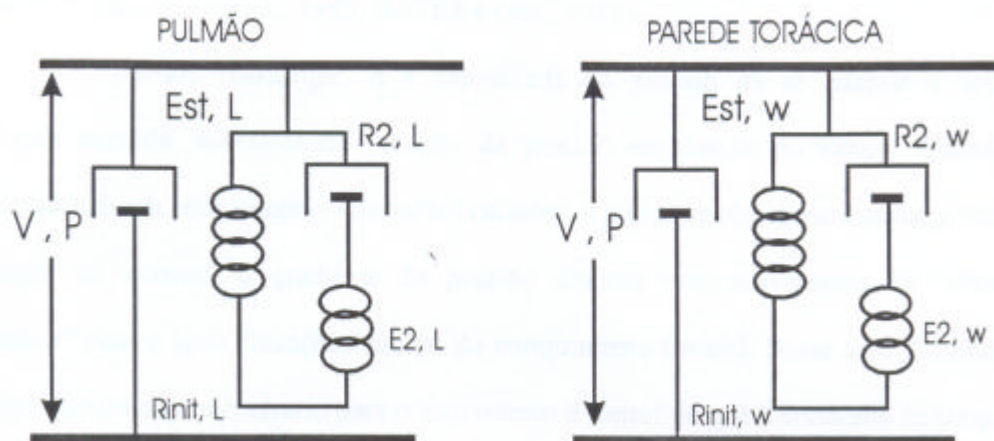 PULMÃO
PAREDE TORÁCICA
Est, L
R2, L
V , P
E2, L
Rinit, L
Est, w
R2, w
V , P
E2, w
Rinit, w